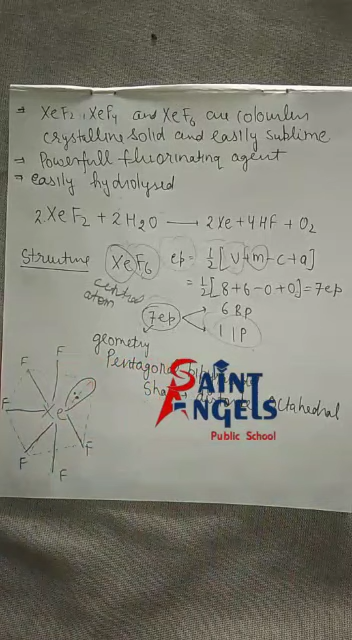 → XeF2, XeF4 and XeF6 are colourless
crystalline solid and easily sublime
→ Powerfull fluorinating agent
→ easily hydrolysed
2XeF2 + 2H2O → 2Xe + 4HF + O2
Structure XeF6 ep = 1/2[V+m-c+a]
central atom
= 1/2[8+6-0+0] = 7ep
7ep
6 BP
1 lP
geometry
Pentagonal
octahedral
SAINT
ANGELS
Public School
F
F
F
Xe
F
F
F